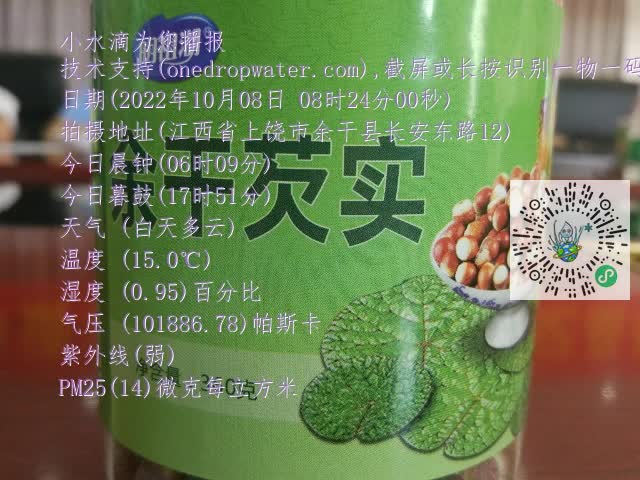 小水滴为您播报
技术支持(onedropwater.com),截屏或长按识别一物一码
日期(2022年10月08日 08时24分00秒)
拍摄地址(江西省上饶市余干县长安东路12)
今日晨钟(06时09分)
余干芡实
今日暮鼓(17时51分)
天气 (白天多云)
温度 (15.0℃)
湿度 (0.95)百分比
气压 (101886.78)帕斯卡
紫外线(弱)
净含量:
克
PM25(14)微克每立方米